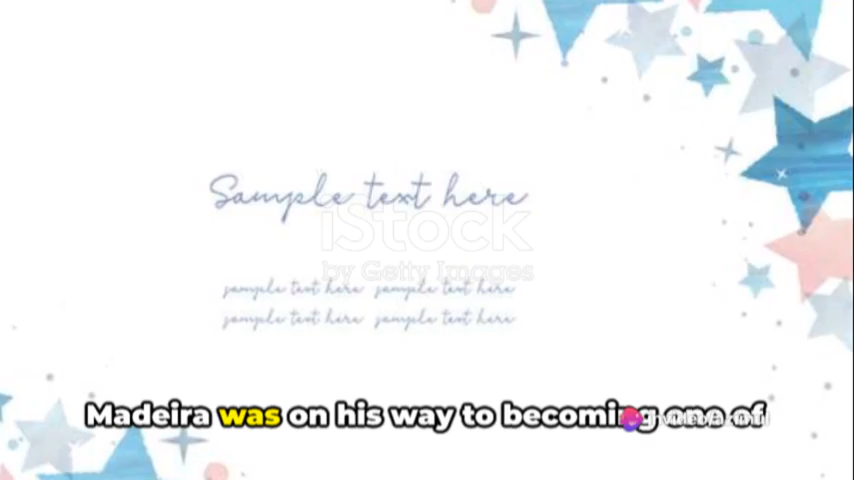 Sample text here
iStock
by Getty Images
sample text here sample text here
sample text here sample text here
Madeira was on his way to becoming one of